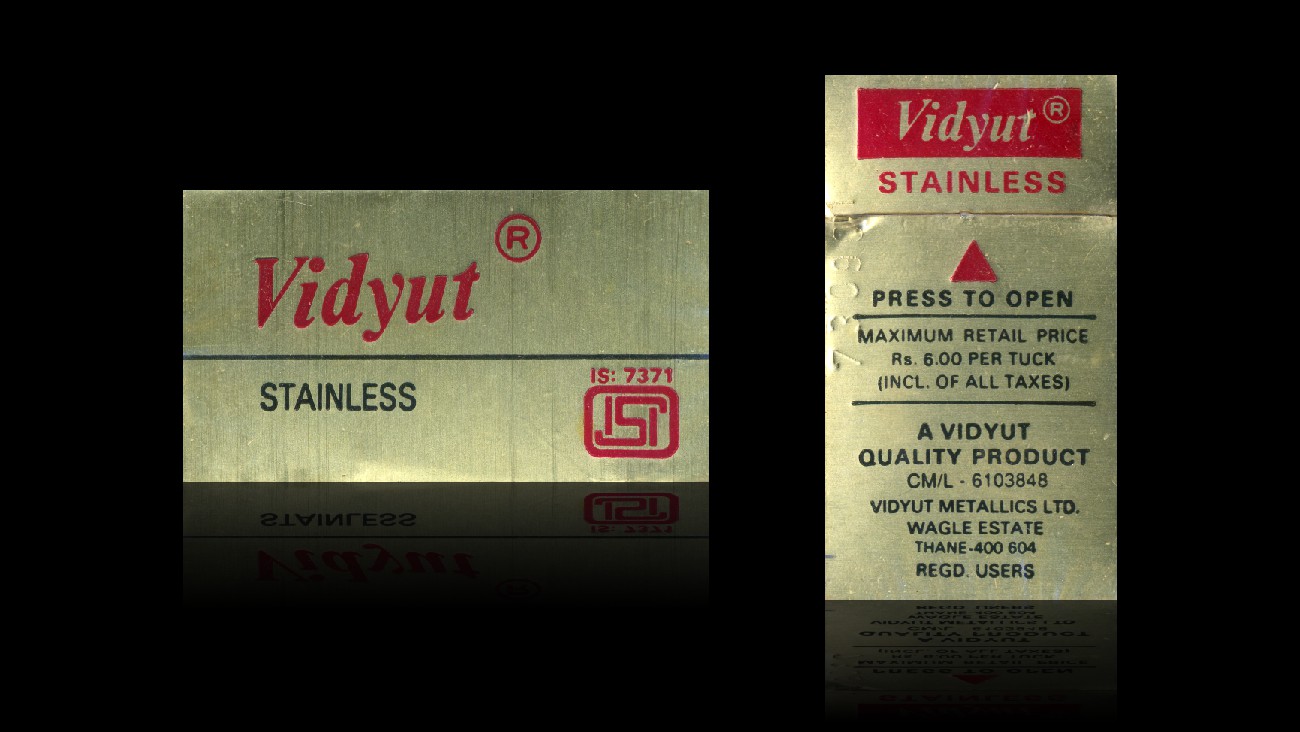 Vidyut ®
STAINLESS
IS: 7371
ISI
Vidyut ®
STAINLESS
PRESS TO OPEN
MAXIMUM RETAIL PRICE
Rs. 6.00 PER TUCK
(INCL. OF ALL TAXES)
A VIDYUT
QUALITY PRODUCT
CM/L - 6103848
VIDYUT METALLICS LTD.
WAGLE ESTATE
THANE-400 604
REGD. USERS